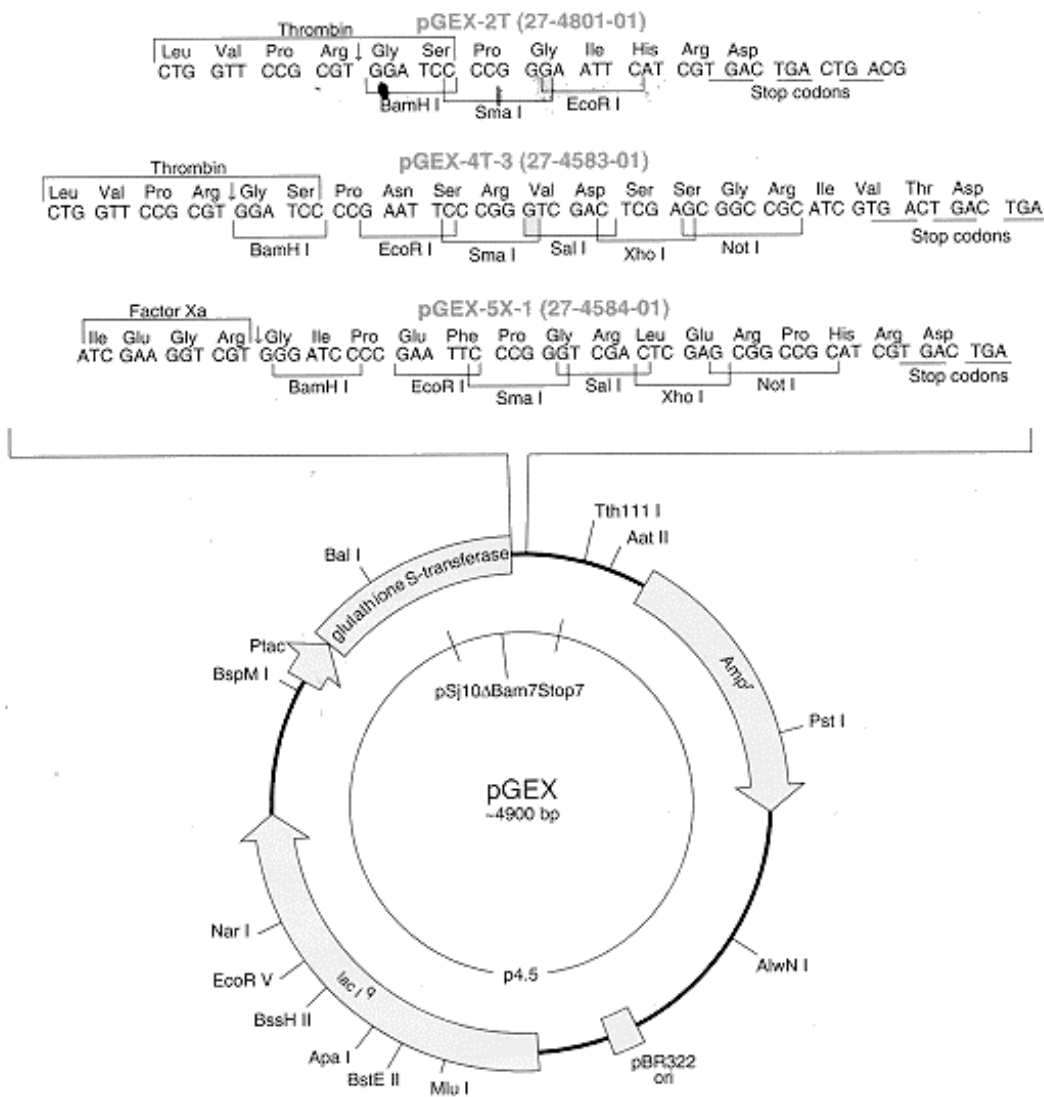 pGEX-2T (27-4801-01)
Thrombin
Leu Val Pro Arg ↓ Gly Ser Pro Gly Ile His Arg Asp
CTG GTT CCG CGT GGA TCC CCG GGA ATT CAT CGT GAC TGA CTG ACG
BamH I Sma I EcoR I Stop codons
pGEX-4T-3 (27-4583-01)
Thrombin
Leu Val Pro Arg ↓ Gly Ser Pro Asn Ser Arg Val Asp Ser Ser Gly Arg Ile Val Thr Asp
CTG GTT CCG CGT GGA TCC CCG AAT TCC CGG GTC GAC TCG AGC GGC CGC ATC GTG ACT GAC TGA
BamH I EcoR I Sma I Sal I Xho I Not I Stop codons
pGEX-5X-1 (27-4584-01)
Factor Xa
Ile Glu Gly Arg ↓ Gly Ile Pro Glu Phe Pro Gly Arg Leu Glu Arg Pro His Arg Asp
ATC GAA GGT CGT GGG ATC CCC GAA TTC CCG GGT CGA CTC GAG CGG CCG CAT CGT GAC TGA
BamH I EcoR I Sma I Sal I Xho I Not I Stop codons
Tth111 I
Aat II
Bal I
glutathione S-transferase
Ptac
BspM I
pSj10ΔBam7Stop7
Ampr
Pst I
pGEX
~4900 bp
Nar I
EcoR V
BssH II
Apa I
BstE II
Mlu I
lac Iq
p4.5
AlwN I
pBR322
ori